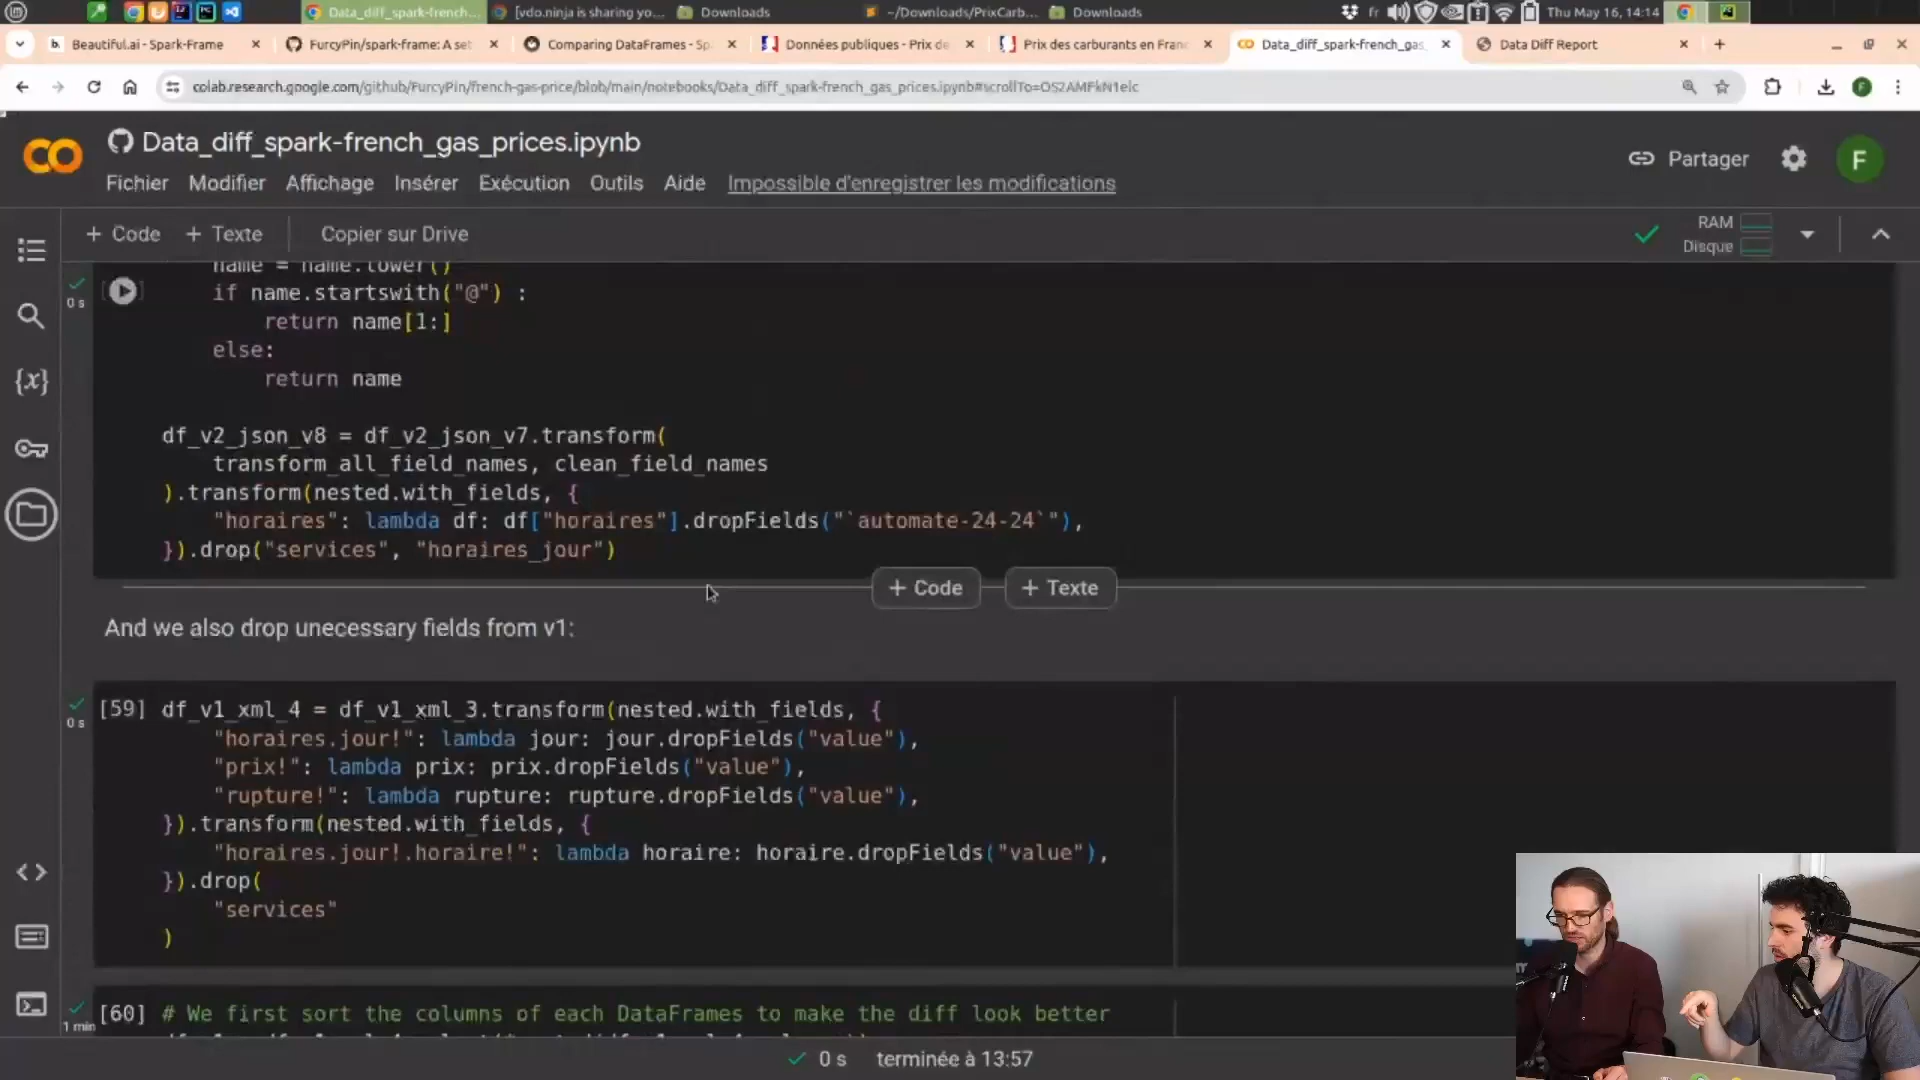 Data_diff_spark-french_...
[vdo.ninja is sharing yo...
Downloads
~/Downloads/PrixCarb...
Downloads
fr
Thu May 16, 14:14
Beautiful.ai - Spark-Frame
FurcyPin/spark-frame: A set
Comparing DataFrames - Sp
Données publiques - Prix de
Prix des carburants en Fran
Data_diff_spark-french_gas_
Data Diff Report
colab.research.google.com/github/FurcyPin/french-gas-price/blob/main/notebooks/Data_diff_spark-french_gas_prices.ipynb#scrollTo=OS2AMFkN1elc
Data_diff_spark-french_gas_prices.ipynb
Partager
F
Fichier Modifier Affichage Insérer Exécution Outils Aide Impossible d'enregistrer les modifications
+ Code + Texte Copier sur Drive
RAM
Disque
name = name.lower()
0 s
if name.startswith("@") :
return name[1:]
else:
return name
df_v2_json_v8 = df_v2_json_v7.transform(
transform_all_field_names, clean_field_names
).transform(nested.with_fields, {
"horaires": lambda df: df["horaires"].dropFields("`automate-24-24`"),
}).drop("services", "horaires_jour")
+ Code + Texte
And we also drop unecessary fields from v1:
0 s
[59] df_v1_xml_4 = df_v1_xml_3.transform(nested.with_fields, {
"horaires.jour!": lambda jour: jour.dropFields("value"),
"prix!": lambda prix: prix.dropFields("value"),
"rupture!": lambda rupture: rupture.dropFields("value"),
}).transform(nested.with_fields, {
"horaires.jour!.horaire!": lambda horaire: horaire.dropFields("value"),
}).drop(
"services"
)
1 min
[60] # We first sort the columns of each DataFrames to make the diff look better
0 s terminée à 13:57